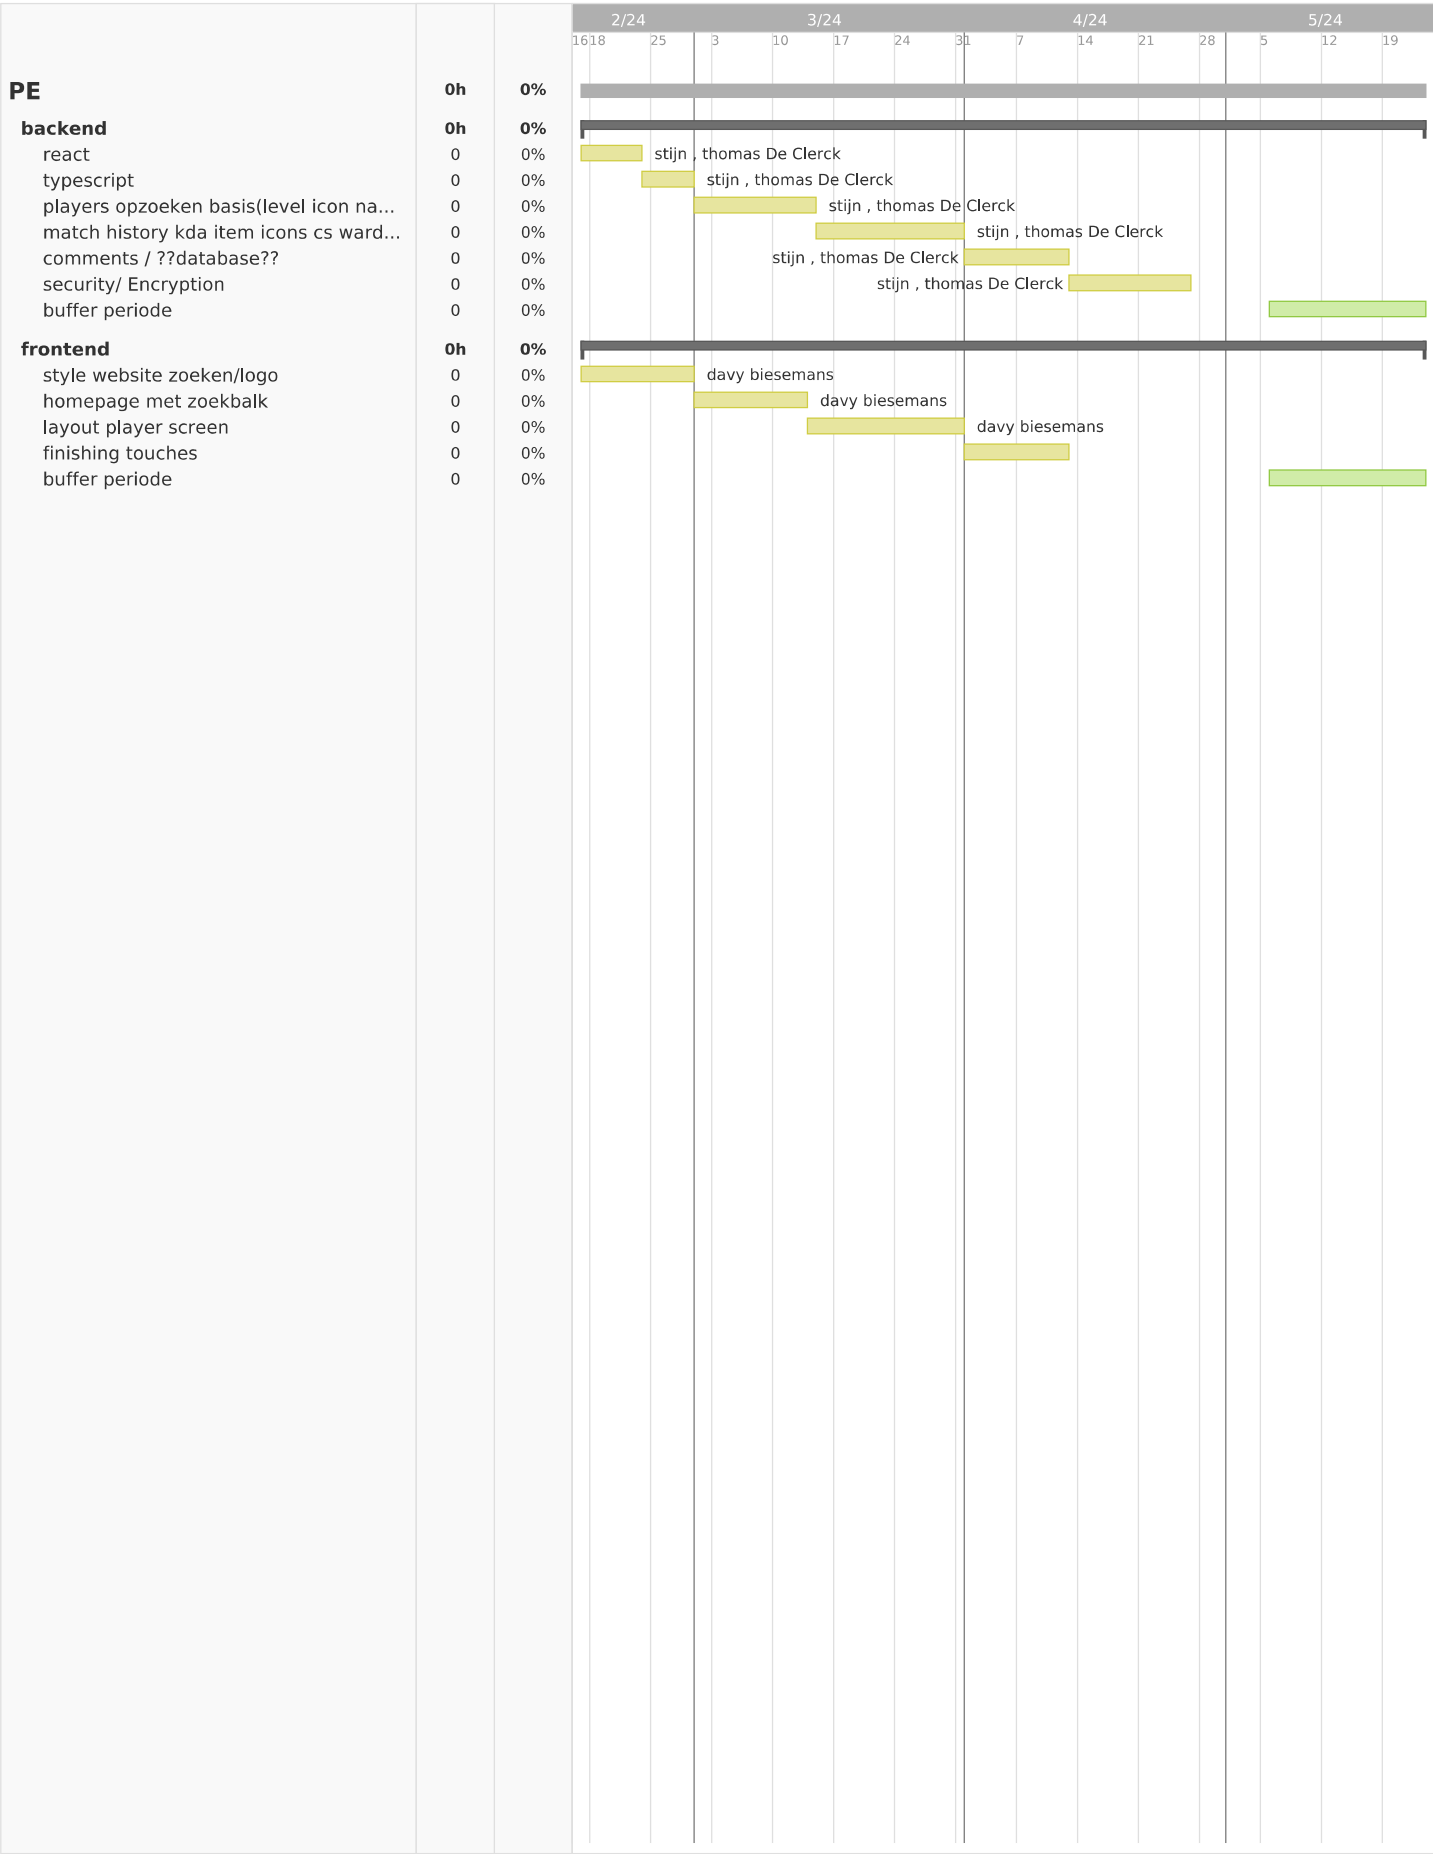 2/24 3/24 4/24 5/24
16 18 25 3 10 17 24 31 7 14 21 28 5 12 19
PE 0h 0%
backend 0h 0%
react 0 0% stijn , thomas De Clerck
typescript 0 0% stijn , thomas De Clerck
players opzoeken basis(level icon na... 0 0% stijn , thomas De Clerck
match history kda item icons cs ward... 0 0% stijn , thomas De Clerck
comments / ??database?? 0 0% stijn , thomas De Clerck
security/ Encryption 0 0% stijn , thomas De Clerck
buffer periode 0 0%
frontend 0h 0%
style website zoeken/logo 0 0% davy biesemans
homepage met zoekbalk 0 0% davy biesemans
layout player screen 0 0% davy biesemans
finishing touches 0 0%
buffer periode 0 0%